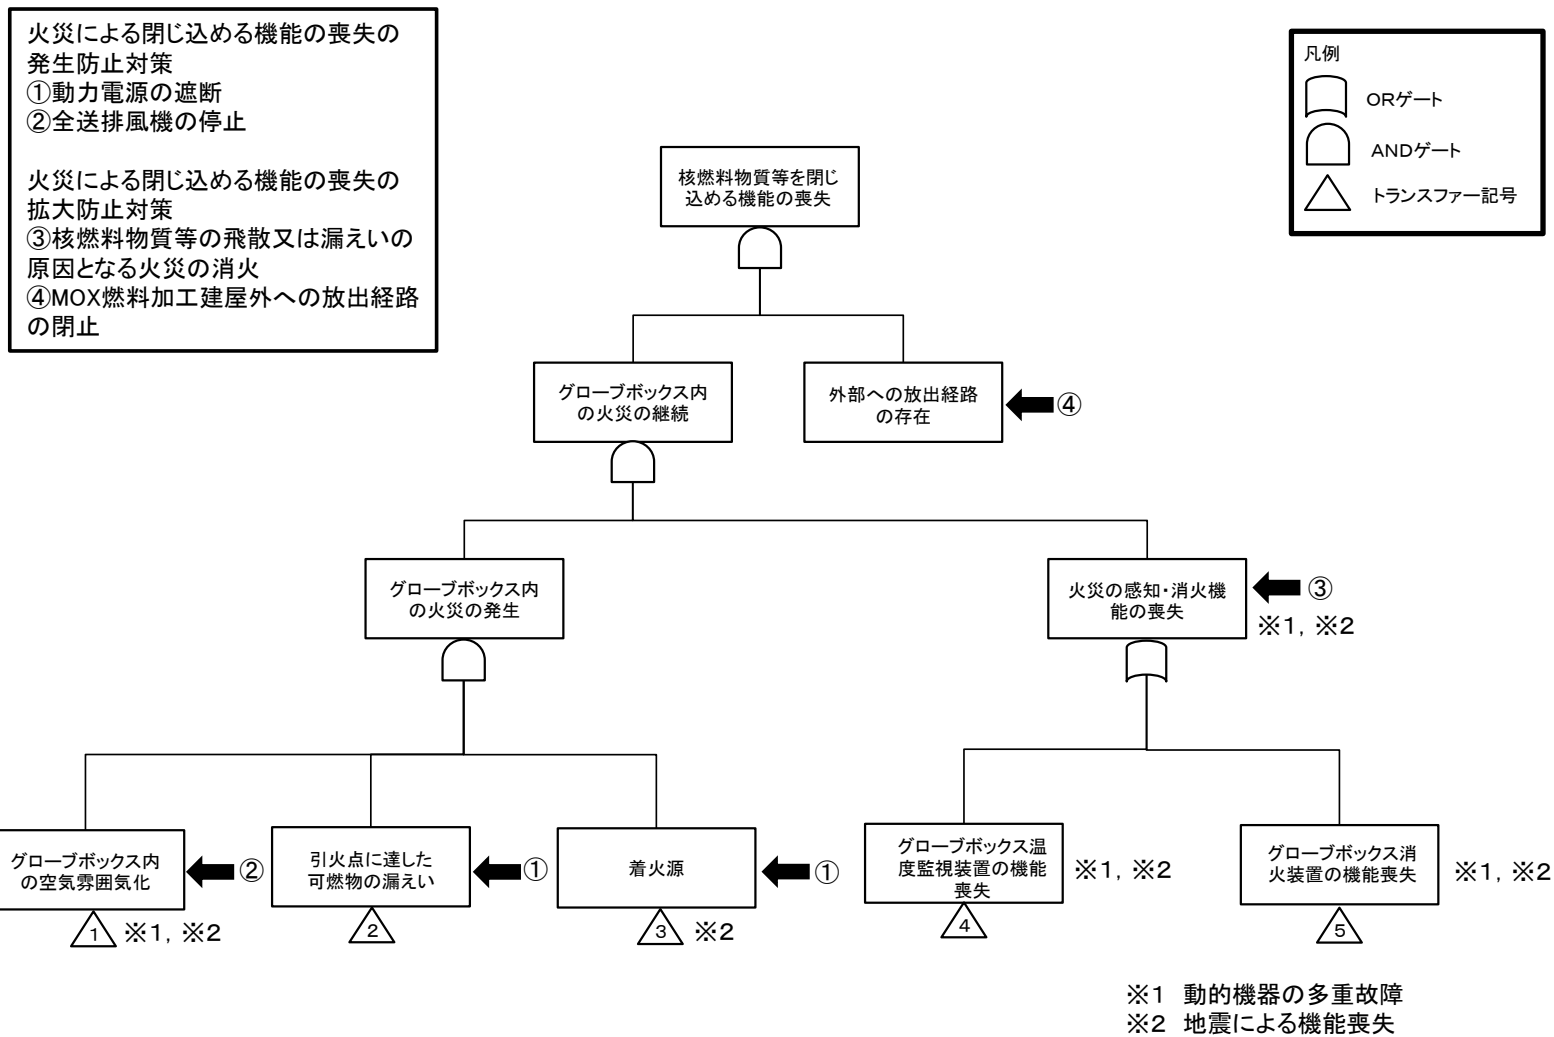 火災による閉じ込める機能の喪失の
発生防止対策
①動力電源の遮断
②全送排風機の停止
火災による閉じ込める機能の喪失の
拡大防止対策
③核燃料物質等の飛散又は漏えいの
原因となる火災の消火
④MOX燃料加工建屋外への放出経路
の閉止
凡例
ORゲート
ANDゲート
トランスファー記号
核燃料物質等を閉じ
込める機能の喪失
グローブボックス内
の火災の継続
外部への放出経路
の存在
④
グローブボックス内
の火災の発生
火災の感知・消火機
能の喪失
③
※1，※2
グローブボックス内
の空気雰囲気化
②
1
※1，※2
引火点に達した
可燃物の漏えい
①
2
着火源
①
3
※2
グローブボックス温
度監視装置の機能
喪失
※1，※2
4
グローブボックス消
火装置の機能喪失
※1，※2
5
※1　動的機器の多重故障
※2　地震による機能喪失